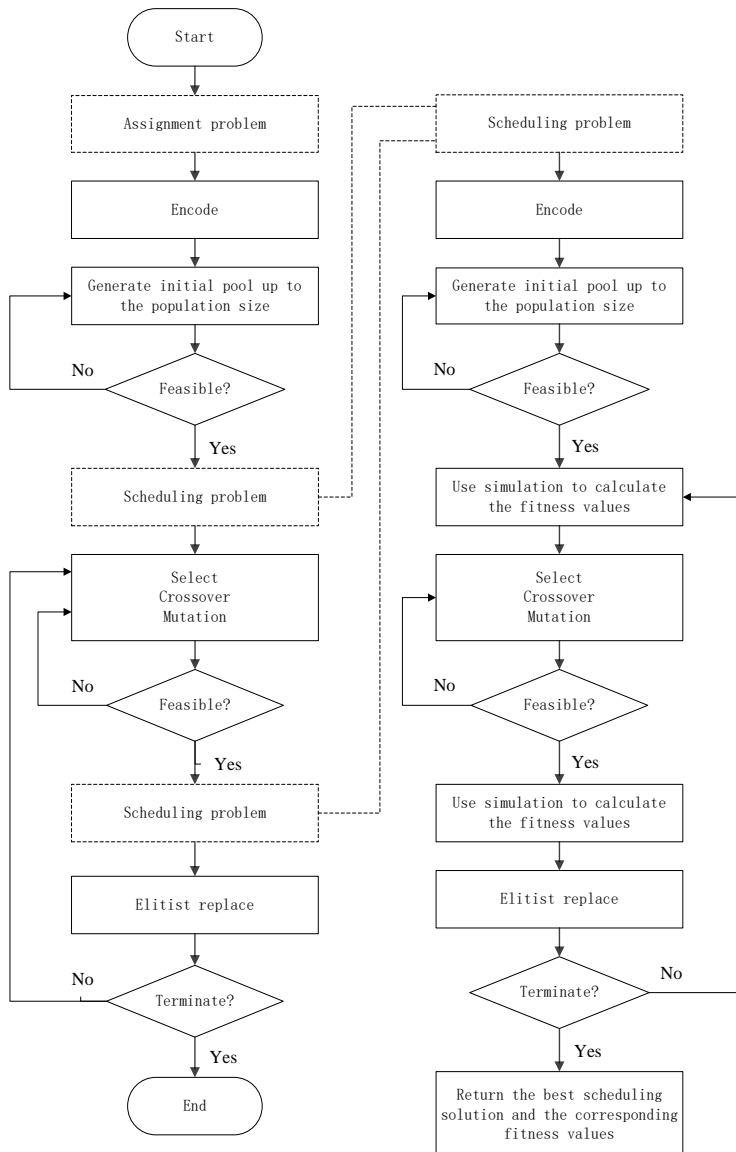 Start
Assignment problem
Encode
Generate initial pool up to
the population size
No
Feasible?
Yes
Scheduling problem
Select
Crossover
Mutation
No
Feasible?
Yes
Scheduling problem
Elitist replace
No
Terminate?
Yes
End
Scheduling problem
Encode
Generate initial pool up to
the population size
No
Feasible?
Yes
Use simulation to calculate
the fitness values
Select
Crossover
Mutation
No
Feasible?
Yes
Use simulation to calculate
the fitness values
Elitist replace
Terminate?
No
Yes
Return the best scheduling
solution and the corresponding
fitness values